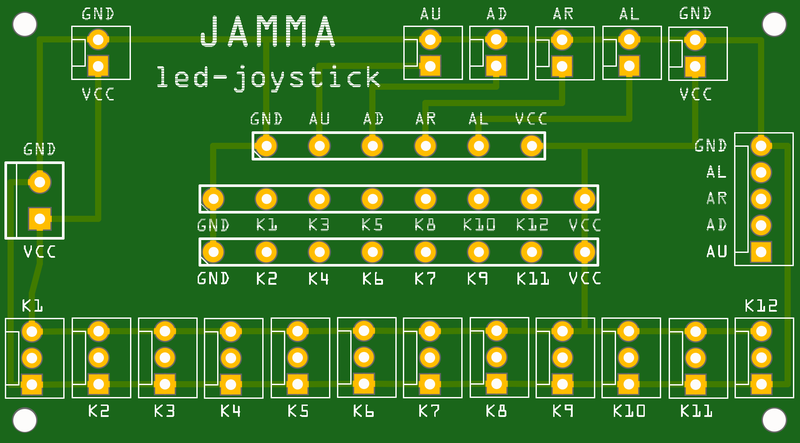 GND AU AD AR AL GND
JAMMA
led-joystick
VCC VCC
GND AU AD AR AL VCC
GND GND
AL
AR
GND K1 K3 K5 K8 K10 K12 VCC AD
VCC AU
GND K2 K4 K6 K7 K9 K11 VCC
K1 K12
K2 K3 K4 K5 K6 K7 K8 K9 K10 K11